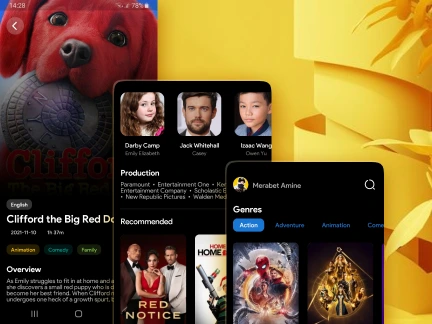 14:28
78%
Clifford
The Big Red
English
Clifford the Big Red Do
2021-11-10 1h 37m
Animation Comedy Family
Overview
As Emily struggles to fit in at home and a
she discovers a small red puppy who is d
become her best friend. When Clifford
undergoes one heck of a growth spurt,
Darby Camp
Emily Elizabeth
Jack Whitehall
Casey
Izaac Wang
Owen Yu
Production
Paramount • Entertainment One • Ker
Entertainment Company • Scholastic E
• New Republic Pictures • Walden Med
Recommended
RED
NOTICE
HOME
HOME
Merabet Amine
Genres
Action Adventure Animation Come